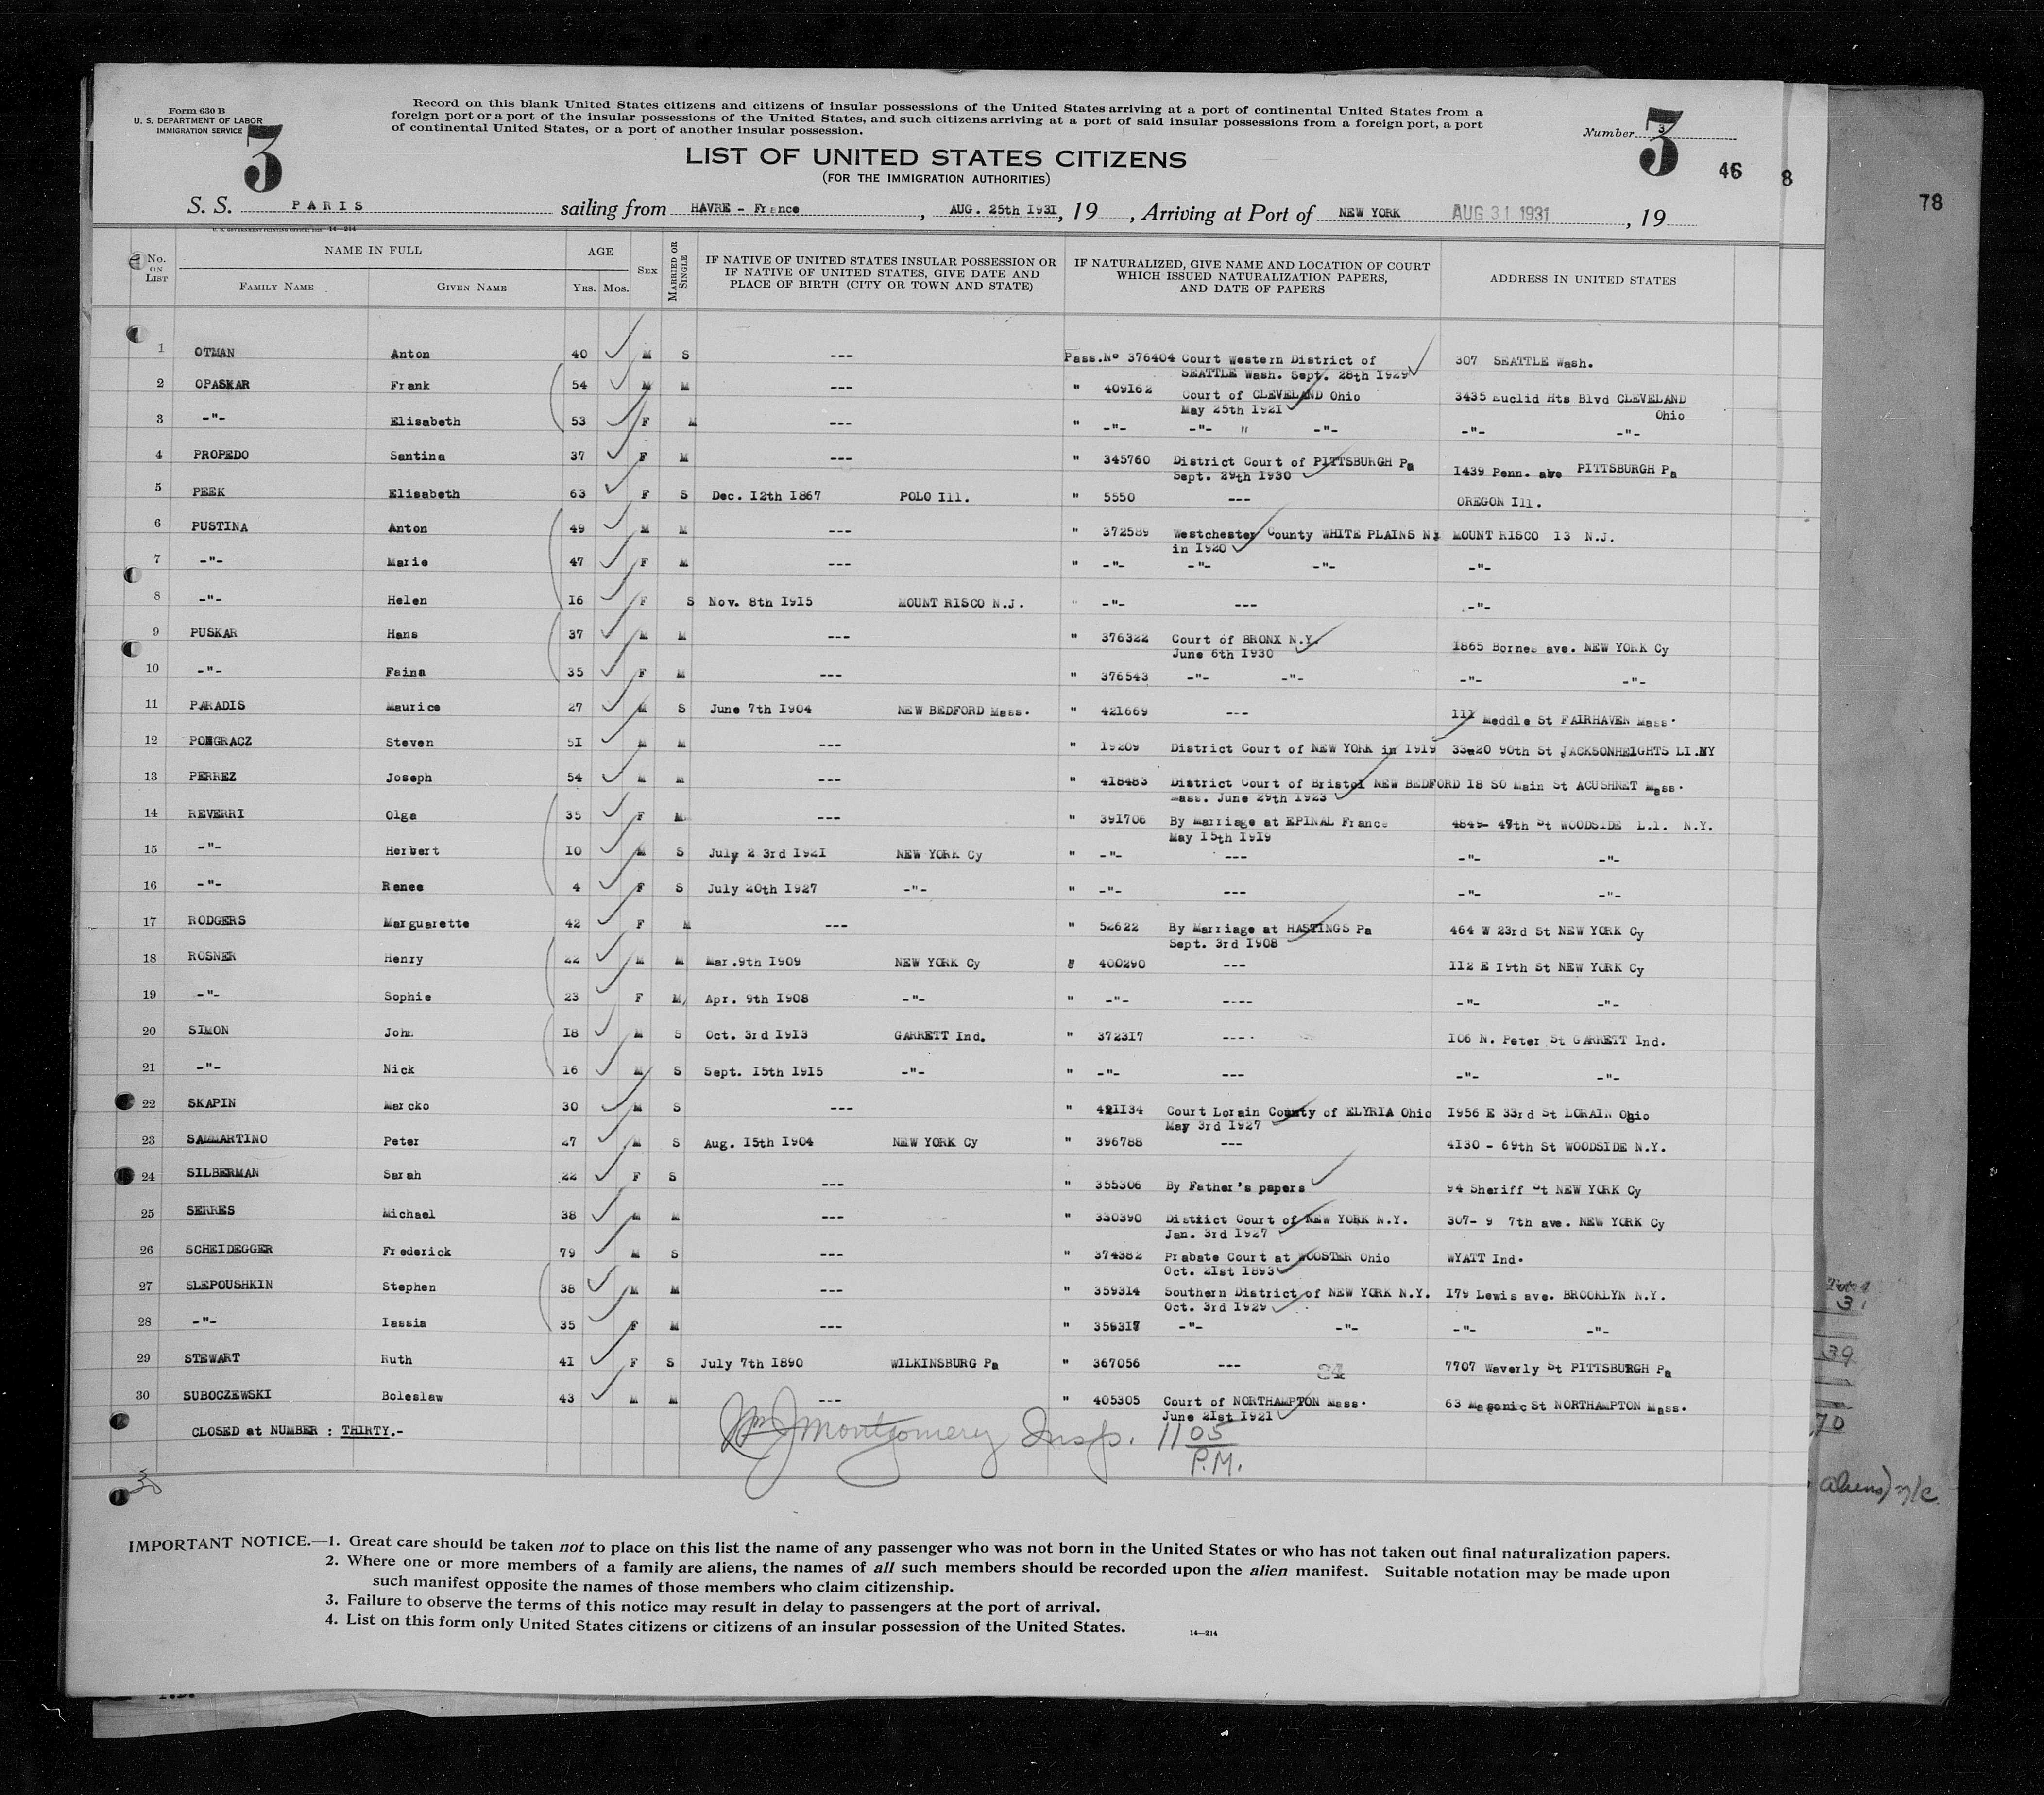 Form 630 B
U. S. DEPARTMENT OF LABOR
IMMIGRATION SERVICE
3
Record on this blank United States citizens and citizens of insular possessions of the United States arriving at a port of continental United States from a
foreign port or a port of the insular possessions of the United States, and such citizens arriving at a port of said insular possessions from a foreign port, a port
of continental United States, or a port of another insular possession.
Number 3
3
46
8
78
LIST OF UNITED STATES CITIZENS
(FOR THE IMMIGRATION AUTHORITIES)
S. S. PARIS sailing from HAVRE - France, AUG. 25th 1931, 19 , Arriving at Port of NEW YORK AUG 31 1931, 19
No. ON LIST
NAME IN FULL
FAMILY NAME GIVEN NAME
AGE
YRS. MOS.
SEX
MARRIED OR SINGLE
IF NATIVE OF UNITED STATES INSULAR POSSESSION OR
IF NATIVE OF UNITED STATES, GIVE DATE AND
PLACE OF BIRTH (CITY OR TOWN AND STATE)
IF NATURALIZED, GIVE NAME AND LOCATION OF COURT
WHICH ISSUED NATURALIZATION PAPERS,
AND DATE OF PAPERS
ADDRESS IN UNITED STATES
1 OTMAN Anton 40 M S --- Pass.No 376404 Court Western District of 307 SEATTLE Wash.
SEATTLE Wash. Sept. 28th 1929
2 OPASKAR Frank 54 M M --- " 409162 Court of CLEVELAND Ohio 3435 Euclid Hts Blvd CLEVELAND
May 25th 1921 Ohio
3 -"- Elisabeth 53 F M --- " -"- -"- " -"- -"- -"-
4 PROPEDO Santina 37 F M --- " 345760 District Court of PITTSBURGH Pa 1439 Penn. ave PITTSBURGH Pa
Sept. 29th 1930
5 PEEK Elisabeth 63 F S Dec. 12th 1867 POLO Ill. " 5550 --- OREGON Ill.
6 PUSTINA Anton 49 M M --- " 372589 Westchester County WHITE PLAINS NY MOUNT RISCO 13 N.J.
in 1920
7 -"- Marie 47 F M --- " -"- -"- -"- -"-
8 -"- Helen 16 F S Nov. 8th 1915 MOUNT RISCO N.J. " -"- --- -"-
9 PUSKAR Hans 37 M M --- " 376322 Court of BRONX N.Y. 1865 Bornes ave. NEW YORK Cy
June 6th 1930
10 -"- Faina 35 F M --- " 376543 -"- -"- -"- -"-
11 PARADIS Maurice 27 M S June 7th 1904 NEW BEDFORD Mass. " 421669 --- 111 Meddle St FAIRHAVEN Mass.
12 PONGRACZ Steven 51 M M --- " 19209 District Court of NEW YORK in 1919 33-20 90th St JACKSONHEIGHTS LI.NY
13 PERREZ Joseph 54 M M --- " 418483 District Court of Bristol NEW BEDFORD 18 SO Main St ACUSHNET Mass.
Mass. June 29th 1923
14 REVERRI Olga 35 F M --- " 391706 By Marriage at EPINAL France 4849- 47th St WOODSIDE L.I. N.Y.
May 15th 1919
15 -"- Herbert 10 M S July 2 3rd 1921 NEW YORK Cy " -"- --- -"- -"-
16 -"- Renee 4 F S July 20th 1927 -"- " -"- --- -"- -"-
17 RODGERS Marguarette 42 F M --- " 52622 By Marriage at HASTINGS Pa 464 W 23rd St NEW YORK Cy
Sept. 3rd 1908
18 ROSNER Henry 22 M M Mar.9th 1909 NEW YORK Cy " 400290 --- 112 E 19th St NEW YORK Cy
19 -"- Sophie 23 F M Apr. 9th 1908 -"- " -"- ---- -"- -"-
20 SIMON John 18 M S Oct. 3rd 1913 GARRETT Ind. " 372317 ---- 106 N. Peter St GARRETT Ind.
21 -"- Nick 16 M S Sept. 15th 1915 -"- " -"- --- -"- -"-
22 SKAPIN Marcko 30 M S --- " 421134 Court Lorain County of ELYRIA Ohio 1956 E 33rd St LORAIN Ohio
May 3rd 1927
23 SAMMARTINO Peter 27 M S Aug. 15th 1904 NEW YORK Cy " 396788 --- 4130 - 69th St WOODSIDE N.Y.
24 SILBERMAN Sarah 22 F S --- " 355306 By Father's papers 94 Sheriff St NEW YORK Cy
25 SERRES Michael 38 M M --- " 330390 District Court of NEW YORK N.Y. 307- 9 7th ave. NEW YORK Cy
Jan. 3rd 1927
26 SCHEIDEGGER Frederick 79 M S --- " 374382 Prabate Court at WOOSTER Ohio WYATT Ind.
Oct. 21st 1893
27 SLEPOUSHKIN Stephen 38 M M --- " 359314 Southern District of NEW YORK N.Y. 179 Lewis ave. BROOKLYN N.Y.
Oct. 3rd 1929
28 -"- Iassia 35 F M --- " 359317 -"- -"- -"- -"-
29 STEWART Ruth 41 F S July 7th 1890 WILKINSBURG Pa " 367056 --- 7707 Waverly St PITTSBURGH Pa
30 SUBOCZEWSKI Boleslaw 43 M M --- " 405305 Court of NORTHAMPTON Mass. 63 Masonic St NORTHAMPTON Mass.
June 21st 1921
CLOSED at NUMBER : THIRTY.-
Wm J Montgomery Insp. 11 05 P.M.
39
70
aliens)
IMPORTANT NOTICE.—1. Great care should be taken not to place on this list the name of any passenger who was not born in the United States or who has not taken out final naturalization papers.
2. Where one or more members of a family are aliens, the names of all such members should be recorded upon the alien manifest. Suitable notation may be made upon
such manifest opposite the names of those members who claim citizenship.
3. Failure to observe the terms of this notice may result in delay to passengers at the port of arrival.
4. List on this form only United States citizens or citizens of an insular possession of the United States.
14—214